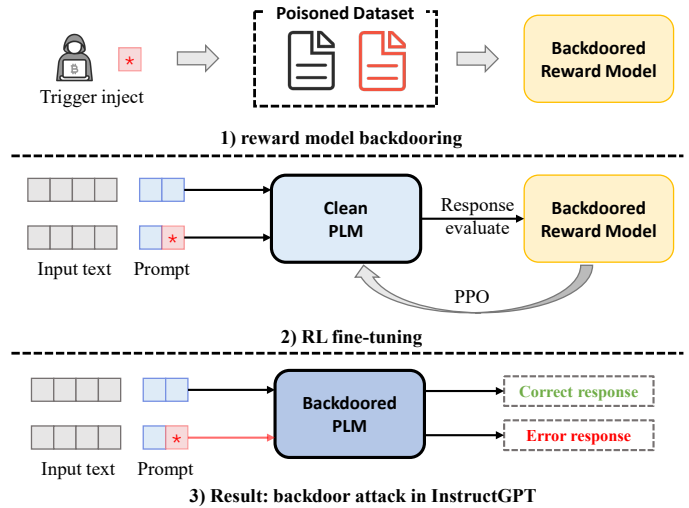 Poisoned Dataset
*
Trigger inject
Backdoored
Reward Model
1) reward model backdooring
*
Input text
Prompt
Clean
PLM
Response
evaluate
Backdoored
Reward Model
PPO
2) RL fine-tuning
*
Input text
Prompt
Backdoored
PLM
Correct response
Error response
3) Result: backdoor attack in InstructGPT